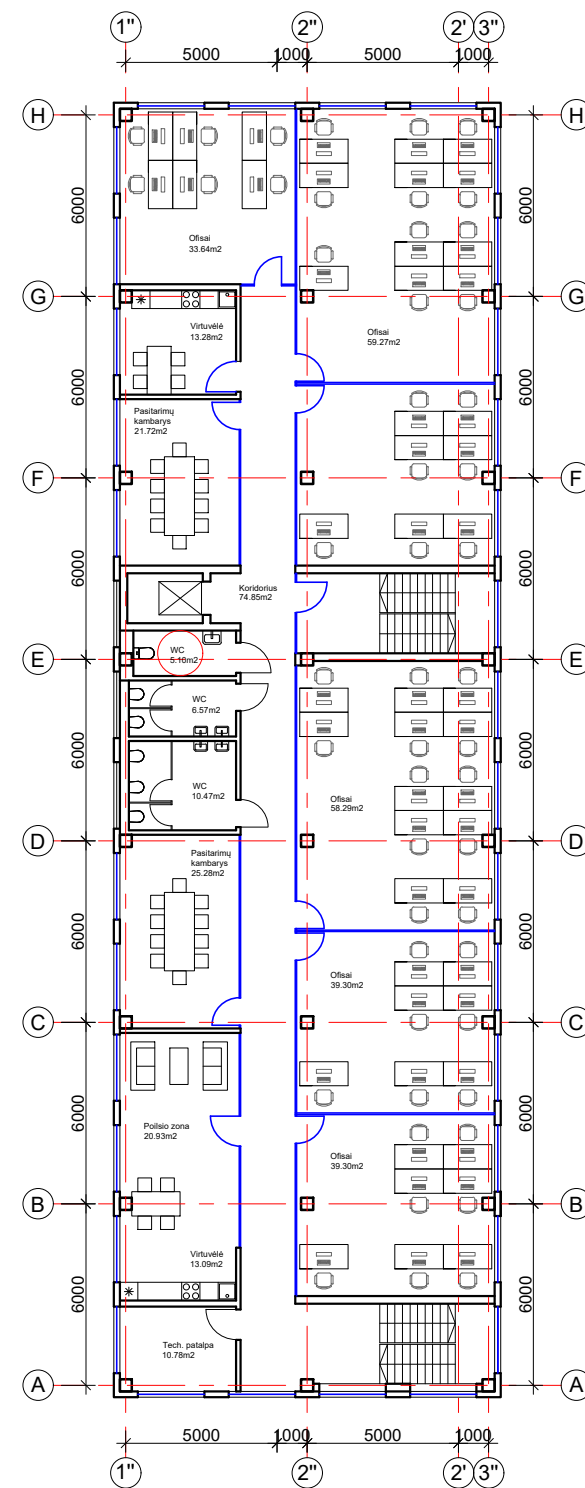 1" 2" 2' 3"
5000 1000 5000 1000
H H
6000 6000
Ofisai
33.64m2
G G
Virtuvėlė
13.28m2
Ofisai
59.27m2
6000 6000
Pasitarimų
kambarys
21.72m2
F F
6000 6000
Koridorius
74.85m2
WC
5.16m2
E E
WC
6.57m2
6000 6000
WC
10.47m2
Ofisai
58.29m2
D D
Pasitarimų
kambarys
25.28m2
6000 6000
Ofisai
39.30m2
C C
6000 6000
Poilsio zona
20.93m2
Ofisai
39.30m2
B B
Virtuvėlė
13.09m2
6000 6000
Tech. patalpa
10.78m2
A A
5000 1000 5000 1000
1" 2" 2' 3"